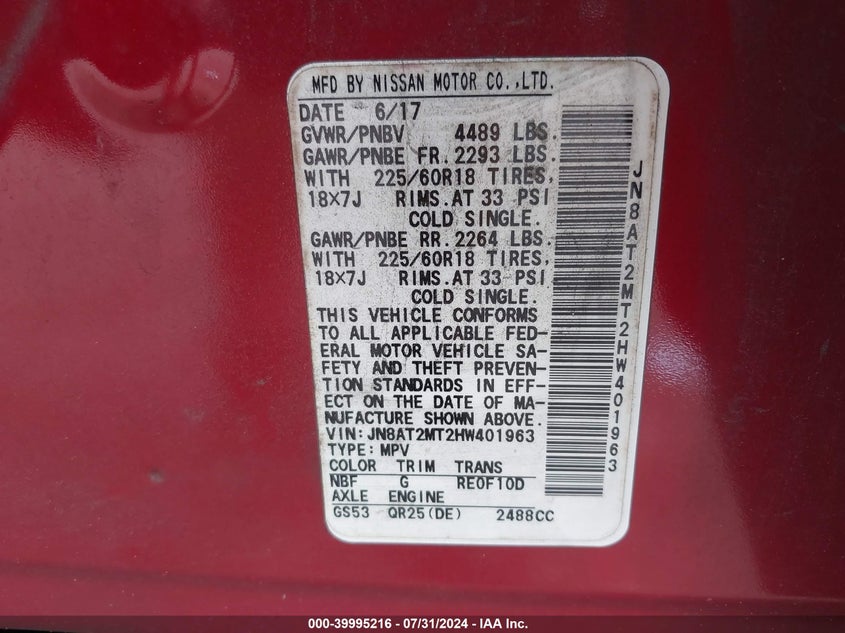 MFD BY NISSAN MOTOR CO.,LTD.
DATE 6/17
GVWR/PNBV 4489 LBS.
GAWR/PNBE FR. 2293 LBS.
WITH 225/60R18 TIRES,
18×7J RIMS. AT 33 PSI
COLD SINGLE.
GAWR/PNBE RR. 2264 LBS.
WITH 225/60R18 TIRES,
18×7J RIMS. AT 33 PSI
COLD SINGLE.
THIS VEHICLE CONFORMS
TO ALL APPLICABLE FED-
ERAL MOTOR VEHICLE SA-
FETY AND THEFT PREVEN-
TION STANDARDS IN EFF-
ECT ON THE DATE OF MA-
NUFACTURE SHOWN ABOVE.
VIN: JN8AT2MT2HW401963
TYPE: MPV
COLOR TRIM TRANS
NBF G RE0F10D
AXLE ENGINE
GS53 QR25(DE) 2488CC
JN8AT2MT2HW401963
000-39995216 - 07/31/2024 - IAA Inc.